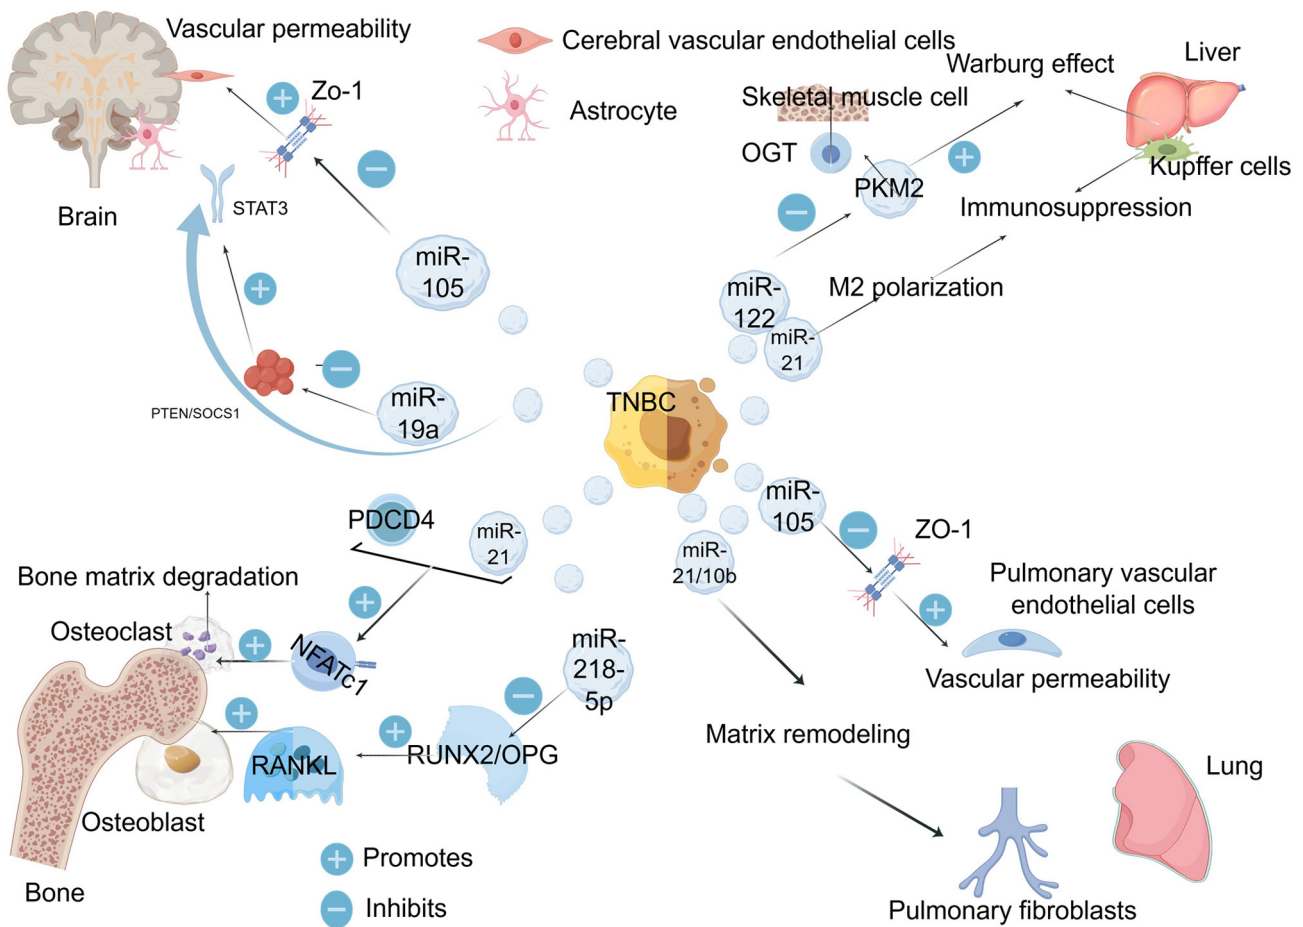 Vascular permeability
Cerebral vascular endothelial cells
Astrocyte
Zo-1
Brain
STAT3
miR-
105
PTEN/SOCS1
miR-
19a
Warburg effect
Liver
Skeletal muscle cell
OGT
PKM2
Kupffer cells
Immunosuppression
miR-
122
M2 polarization
miR-
21
TNBC
PDCD4
miR-
21
Bone matrix degradation
Osteoclast
NFATc1
miR-
218-
5p
RUNX2/OPG
RANKL
Osteoblast
Bone
Promotes
Inhibits
miR-
105
miR-
21/10b
ZO-1
Pulmonary vascular
endothelial cells
Vascular permeability
Matrix remodeling
Lung
Pulmonary fibroblasts